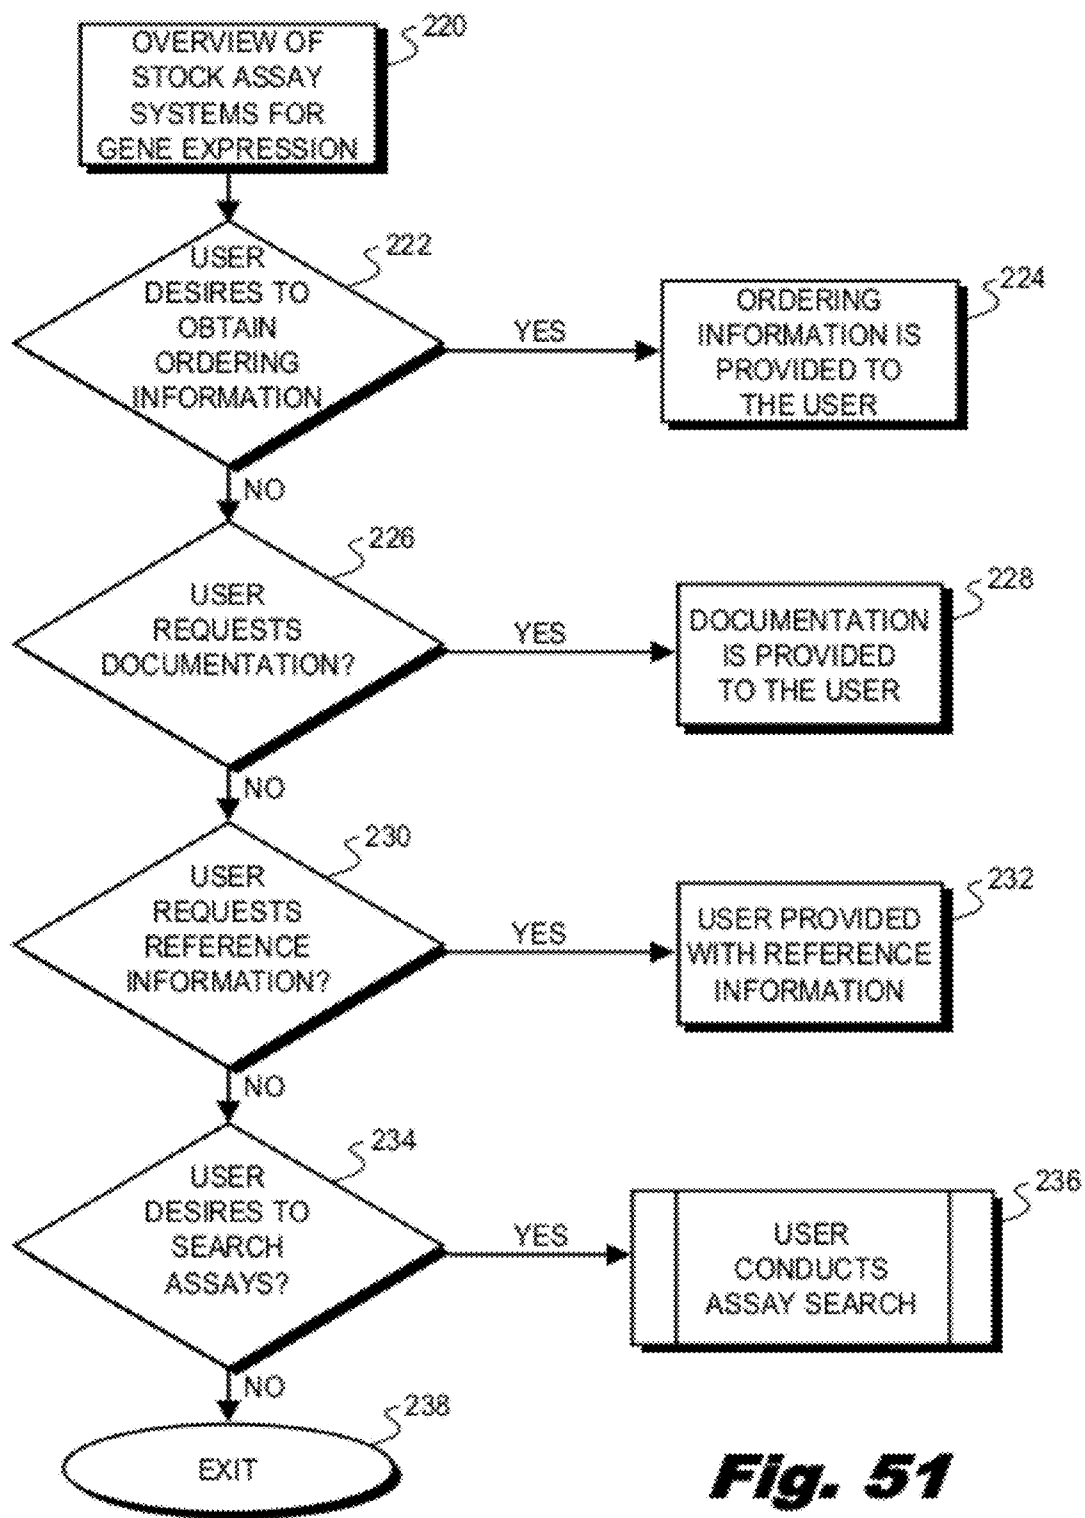 OVERVIEW OF
STOCK ASSAY
SYSTEMS FOR
GENE EXPRESSION
220
USER
DESIRES TO
OBTAIN
ORDERING
INFORMATION
222
YES
ORDERING
INFORMATION IS
PROVIDED TO
THE USER
224
NO
USER
REQUESTS
DOCUMENTATION?
226
YES
DOCUMENTATION
IS PROVIDED
TO THE USER
228
NO
USER
REQUESTS
REFERENCE
INFORMATION?
230
YES
USER PROVIDED
WITH REFERENCE
INFORMATION
232
NO
USER
DESIRES TO
SEARCH
ASSAYS?
234
YES
USER
CONDUCTS
ASSAY SEARCH
236
NO
EXIT
238
Fig. 51